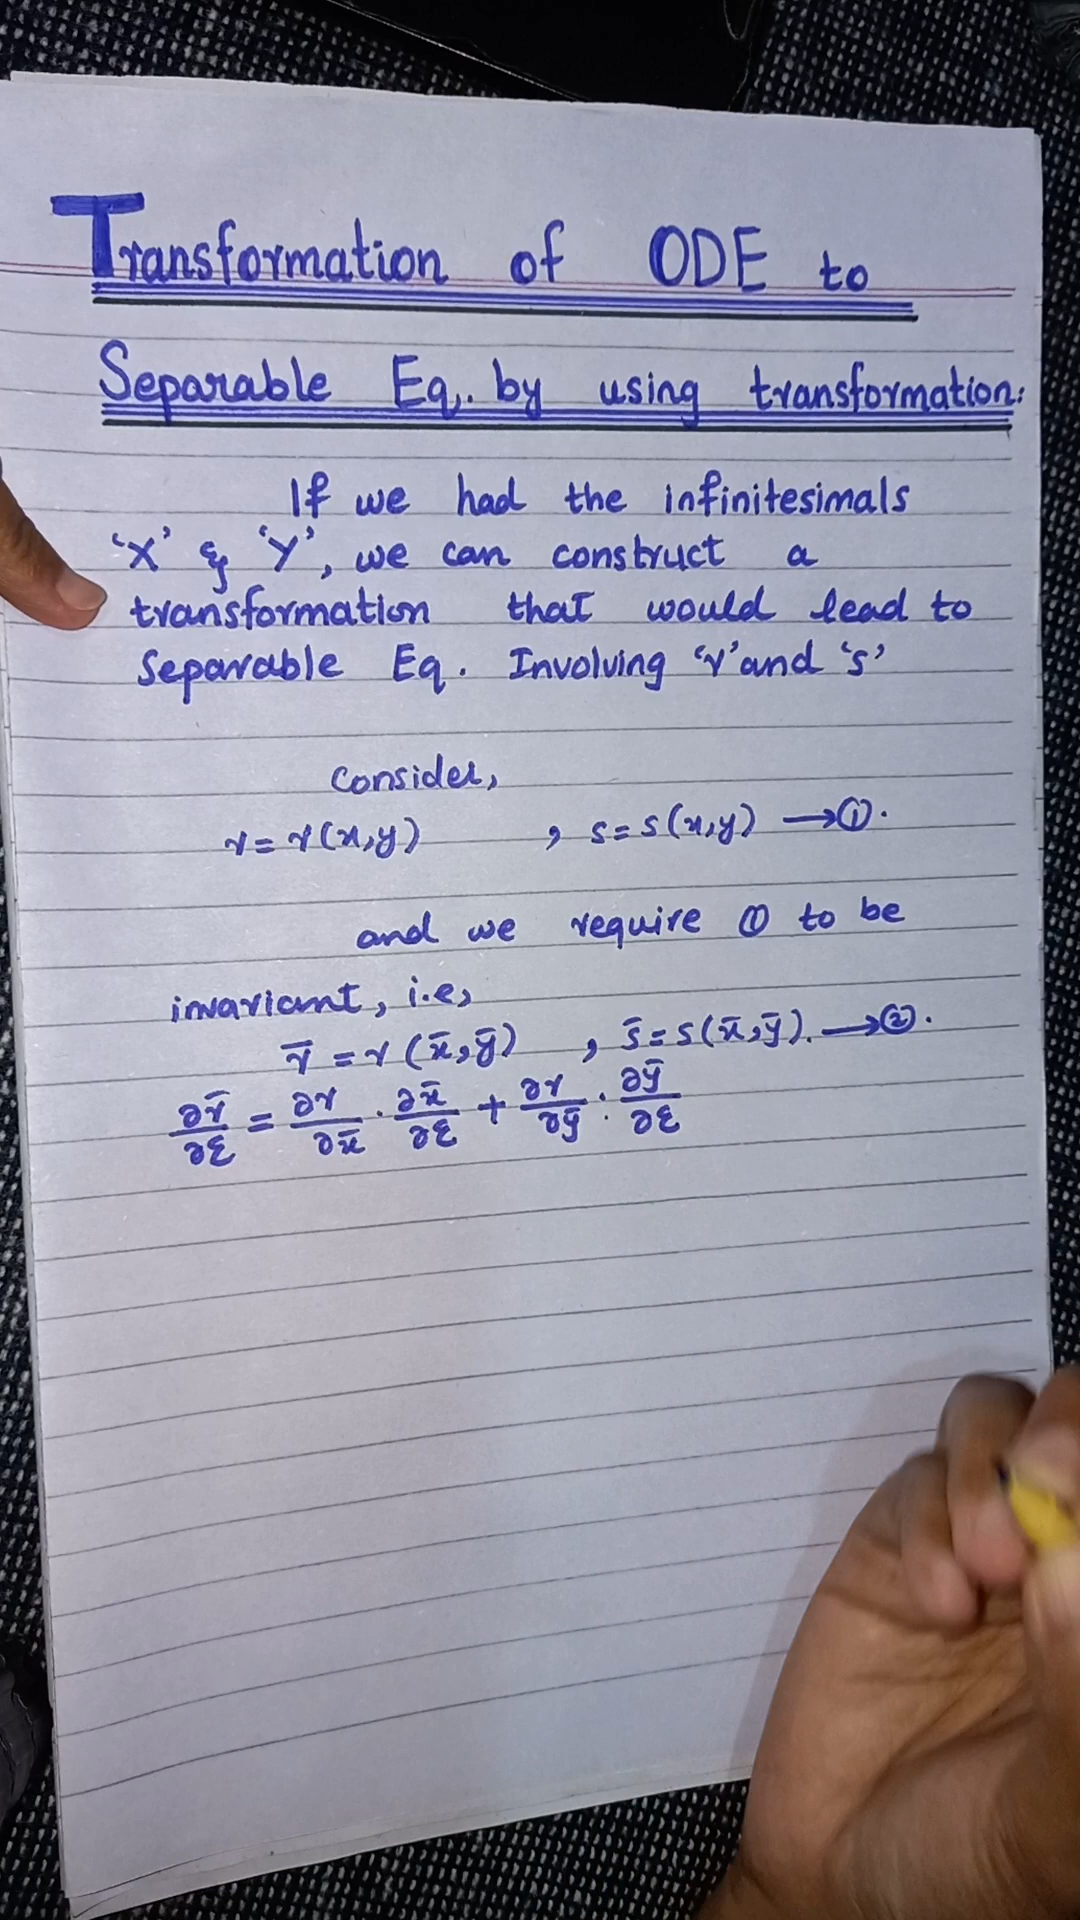 Transformation of ODE to
Separable Eq. by using transformation:
If we had the infinitesimals
'X' & 'Y', we can construct a
transformation that would lead to
Separable Eq. Involving 'r' and 's'
Consider,
r = r(x,y) , s = s(x,y) → ①.
and we require ① to be
invariant, i.e,
r̄ = r(x̄,ȳ) , s̄ = s(x̄,ȳ). → ②.
∂r̄/∂ε = ∂r/∂x̄ · ∂x̄/∂ε + ∂r/∂ȳ · ∂ȳ/∂ε